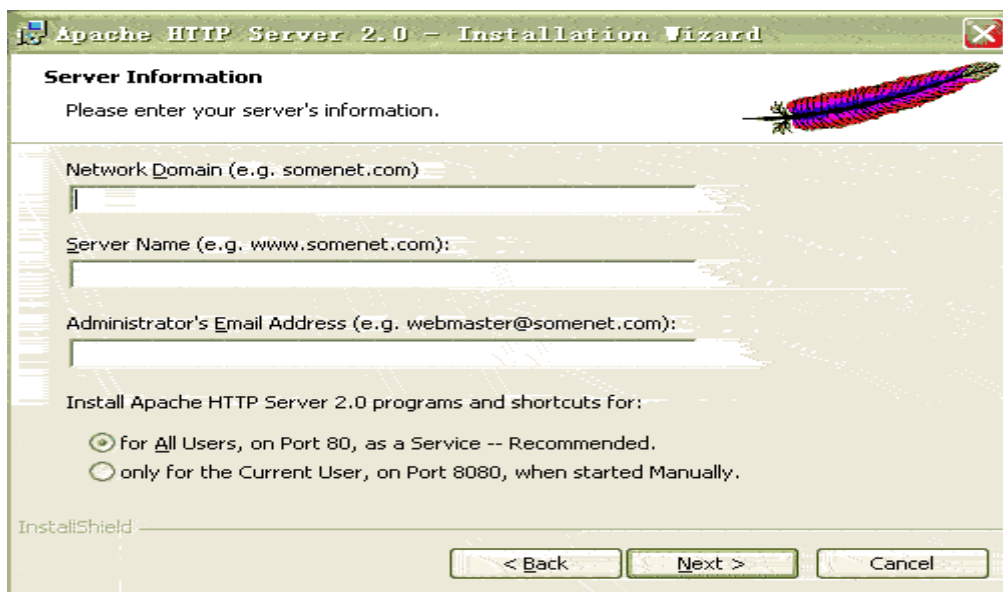 Apache HTTP Server 2.0 - Installation Wizard
Server Information
Please enter your server's information.
Network Domain (e.g. somenet.com)
Server Name (e.g. www.somenet.com):
Administrator's Email Address (e.g. webmaster@somenet.com):
Install Apache HTTP Server 2.0 programs and shortcuts for:
for All Users, on Port 80, as a Service -- Recommended.
only for the Current User, on Port 8080, when started Manually.
InstallShield
< Back Next > Cancel